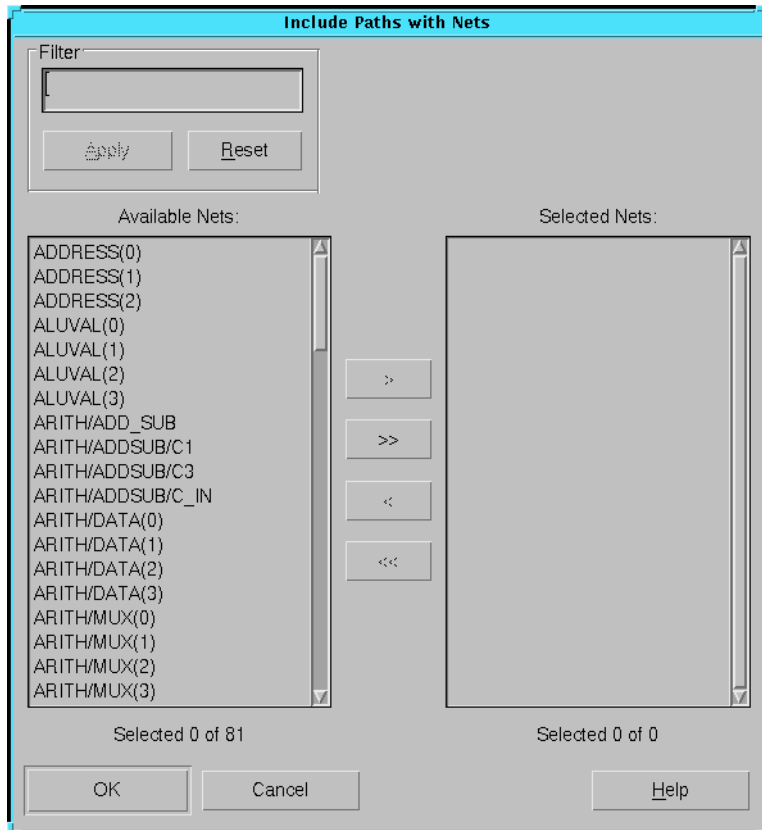 Include Paths with Nets
Filter
Apply
Reset
Available Nets:
Selected Nets:
ADDRESS(0)
ADDRESS(1)
ADDRESS(2)
ALUVAL(0)
ALUVAL(1)
ALUVAL(2)
ALUVAL(3)
ARITH/ADD_SUB
ARITH/ADDSUB/C1
ARITH/ADDSUB/C3
ARITH/ADDSUB/C_IN
ARITH/DATA(0)
ARITH/DATA(1)
ARITH/DATA(2)
ARITH/DATA(3)
ARITH/MUX(0)
ARITH/MUX(1)
ARITH/MUX(2)
ARITH/MUX(3)
>
>>
<
<<
Selected 0 of 81
Selected 0 of 0
OK
Cancel
Help